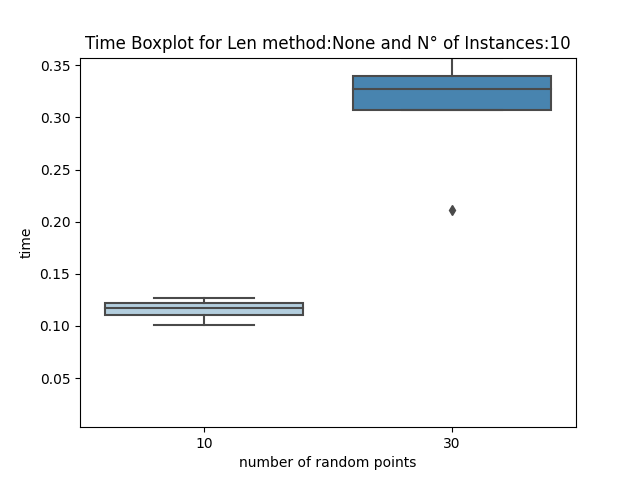 Time Boxplot for Len method:None and N° of Instances:10
0.35
0.30
0.25
0.20
0.15
0.10
0.05
time
10 30
number of random points